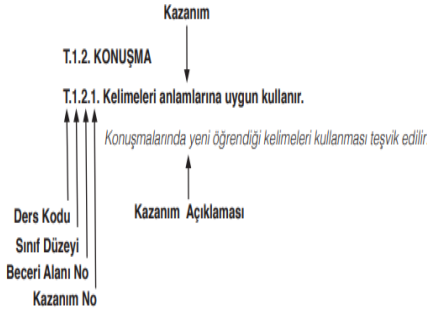 Kazanım
T.1.2. KONUŞMA
T.1.2.1. Kelimeleri anlamlarına uygun kullanır.
Konuşmalarında yeni öğrendiği kelimeleri kullanması teşvik edilir
Ders Kodu
Kazanım Açıklaması
Sınıf Düzeyi
Beceri Alanı No
Kazanım No